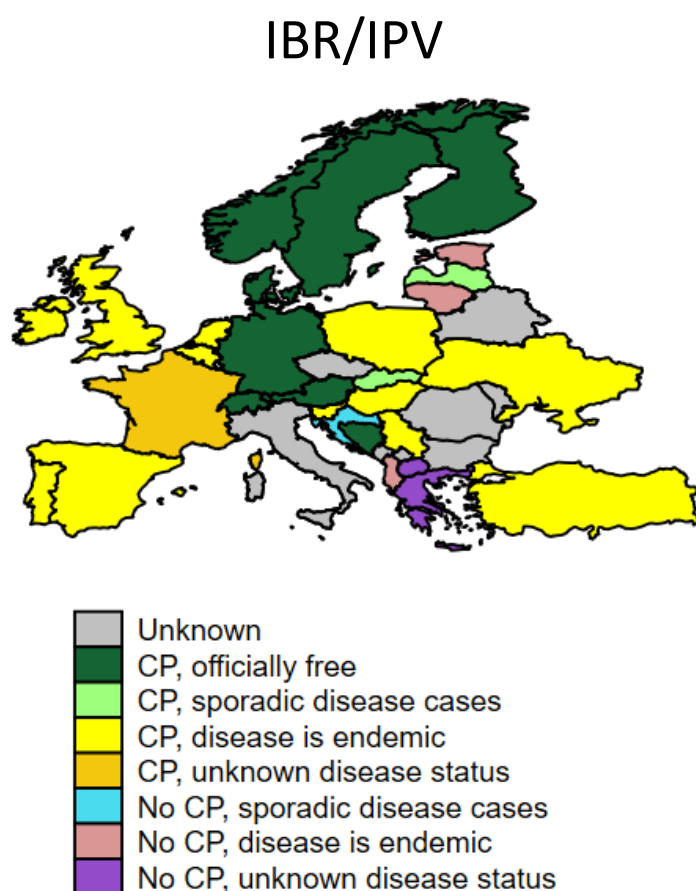 IBR/IPV
Unknown
CP, officially free
CP, sporadic disease cases
CP, disease is endemic
CP, unknown disease status
No CP, sporadic disease cases
No CP, disease is endemic
No CP, unknown disease status